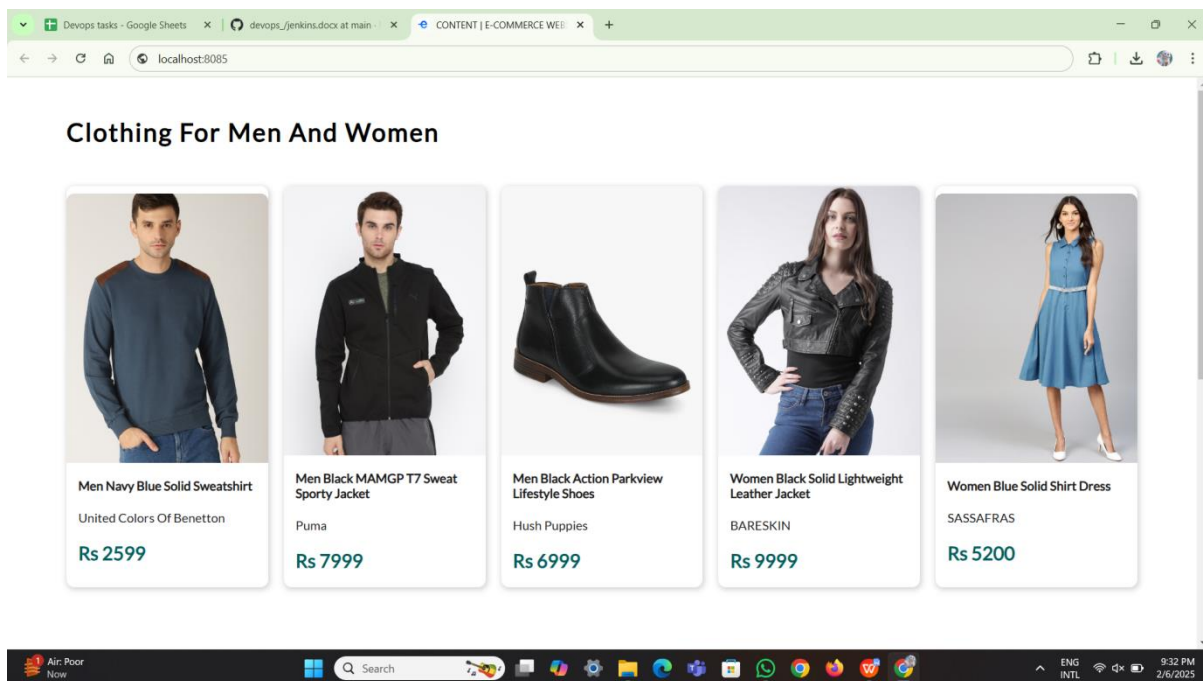 Devops tasks - Google Sheets
devops_/jenkins.docx at main ·
CONTENT | E-COMMERCE WEB
localhost:8085
Clothing For Men And Women
Men Navy Blue Solid Sweatshirt
United Colors Of Benetton
Rs 2599
Men Black MAMGP T7 Sweat
Sporty Jacket
Puma
Rs 7999
Men Black Action Parkview
Lifestyle Shoes
Hush Puppies
Rs 6999
Women Black Solid Lightweight
Leather Jacket
BARESKIN
Rs 9999
Women Blue Solid Shirt Dress
SASSAFRAS
Rs 5200
1
Air: Poor
Now
Search
ENG
INTL
9:32 PM
2/6/2025